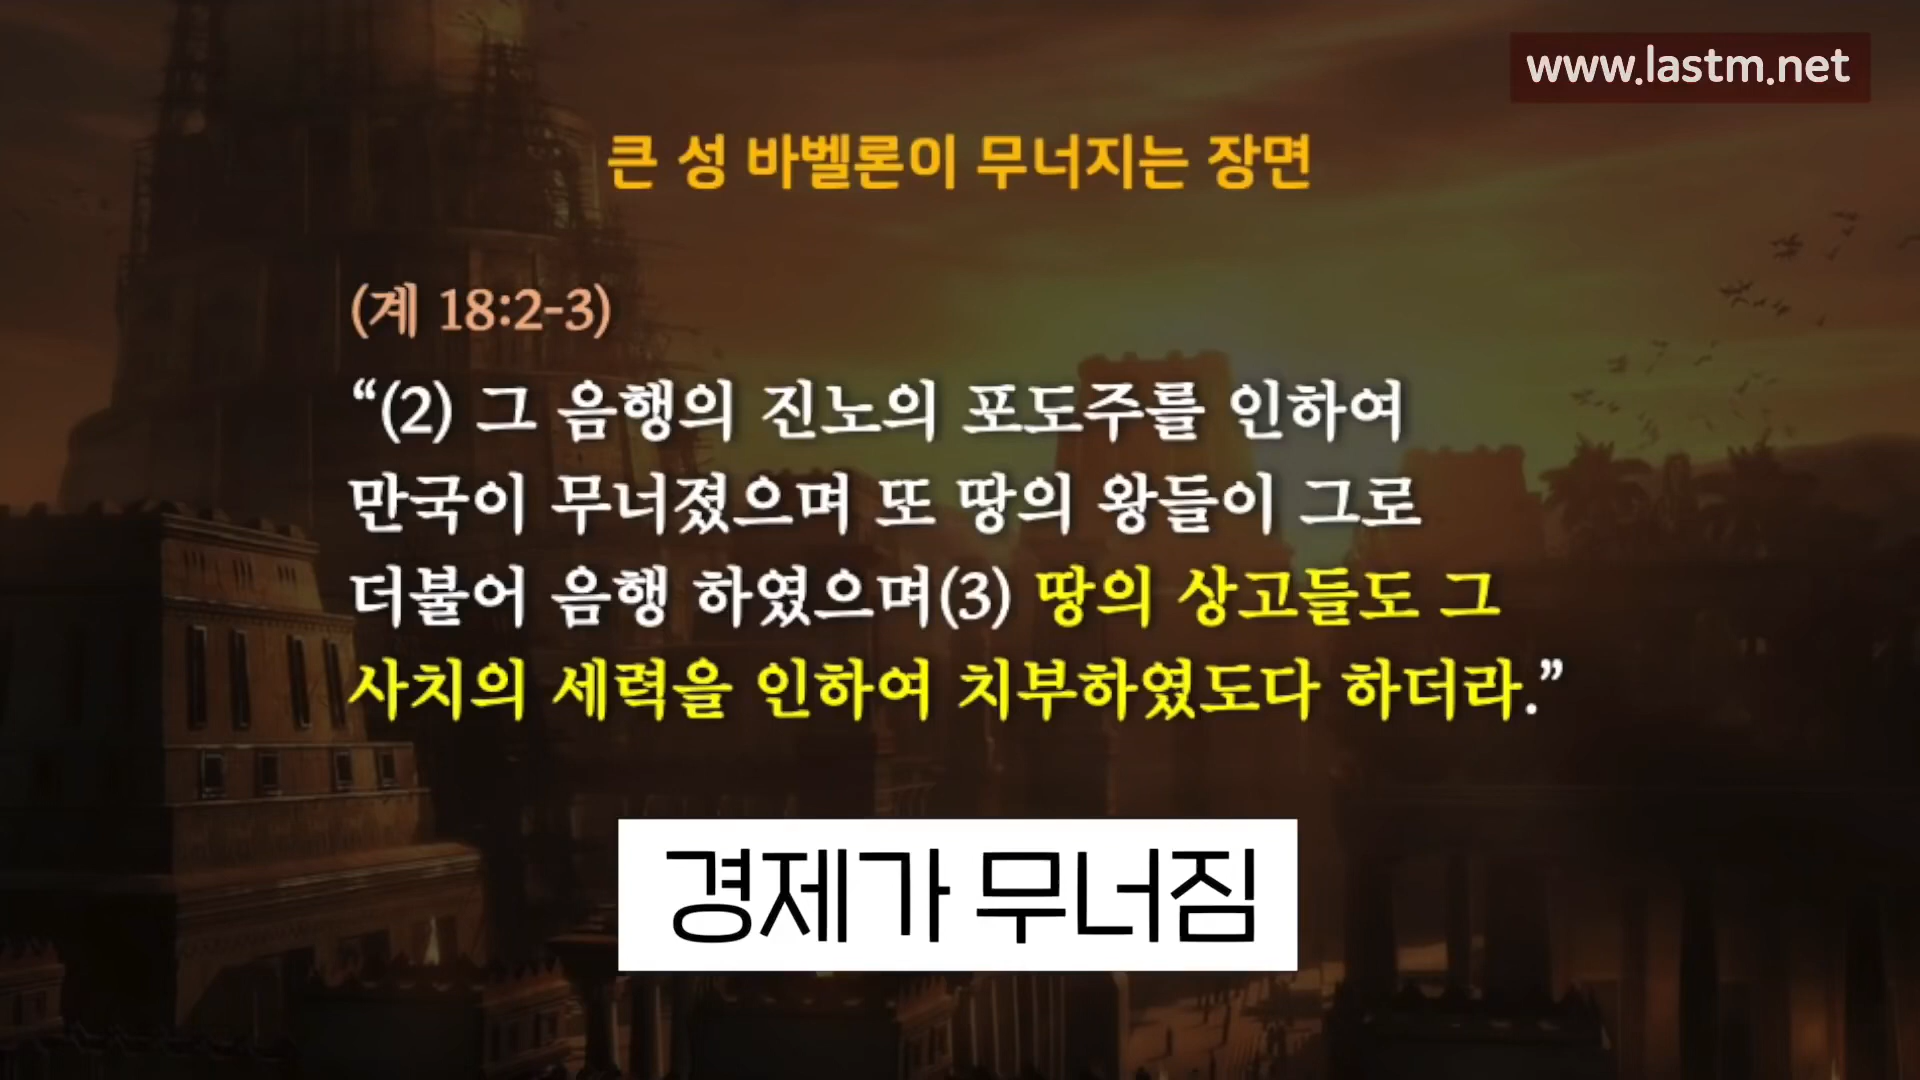 www.lastm.net
큰 성 바벨론이 무너지는 장면
(계 18:2-3)
“(2) 그 음행의 진노의 포도주를 인하여
만국이 무너졌으며 또 땅의 왕들이 그로
더불어 음행 하였으며(3) 땅의 상고들도 그
사치의 세력을 인하여 치부하였도다 하더라.”
경제가 무너짐